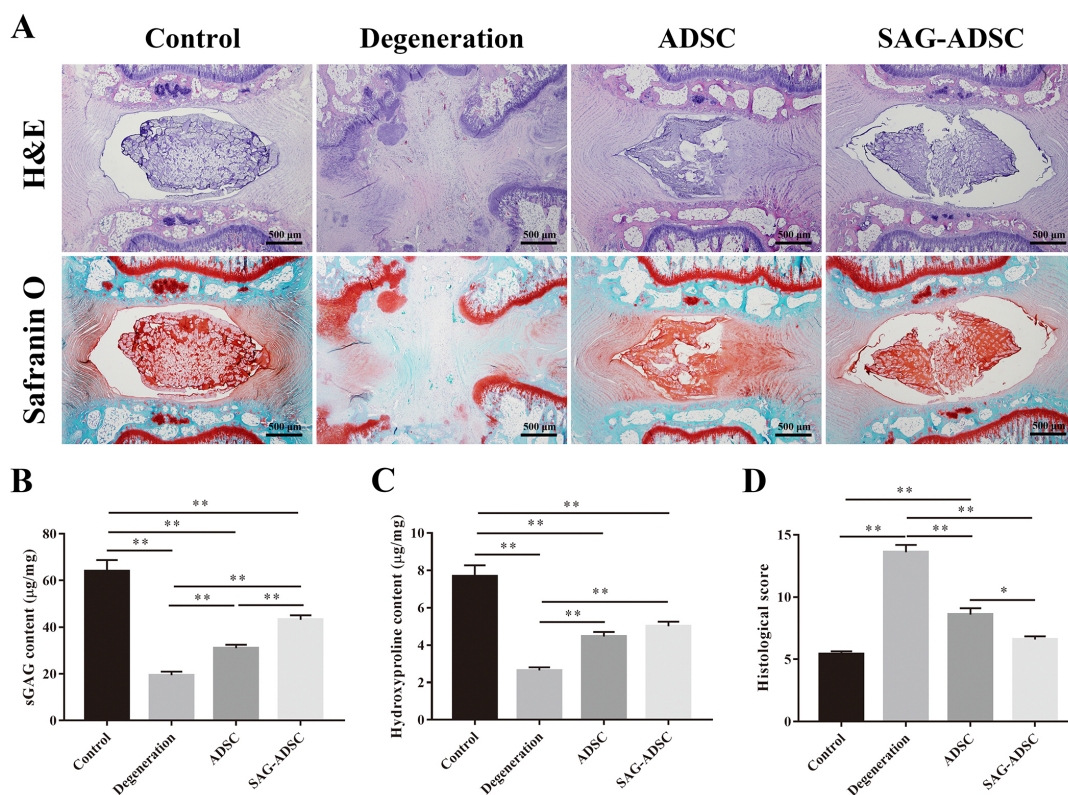 A
Control Degeneration ADSC SAG-ADSC
H&E
500 µm 500 µm 500 µm 500 µm
Safranin O
500 µm 500 µm 500 µm 500 µm
B
sGAG content (µg/mg)
80
60
40
20
0
**
**
**
**
** **
Control Degeneration ADSC SAG-ADSC
C
Hydroxyproline content (µg/mg)
10
8
6
4
2
0
**
**
**
**
**
Control Degeneration ADSC SAG-ADSC
D
Histological score
15
10
5
0
**
**
** **
*
Control Degeneration ADSC SAG-ADSC